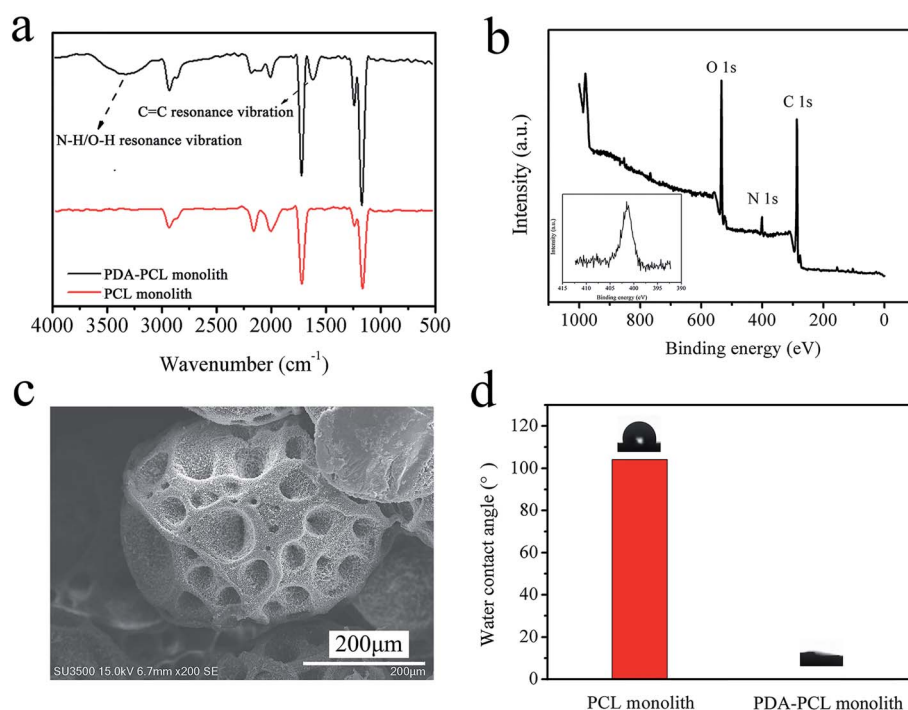 a
C=C resonance vibration
N-H/O-H resonance vibration
PDA-PCL monolith
PCL monolith
4000 3500 3000 2500 2000 1500 1000 500
Wavenumber (cm⁻¹)
b
Intensity (a.u.)
O 1s
C 1s
N 1s
Intensity (a.u.)
415 410 405 400 395 390
Binding energy (eV)
1000 800 600 400 200 0
Binding energy (eV)
c
200μm
SU3500 15.0kV 6.7mm x200 SE
200μm
d
Water contact angle (°)
120
100
80
60
40
20
0
PCL monolith
PDA-PCL monolith